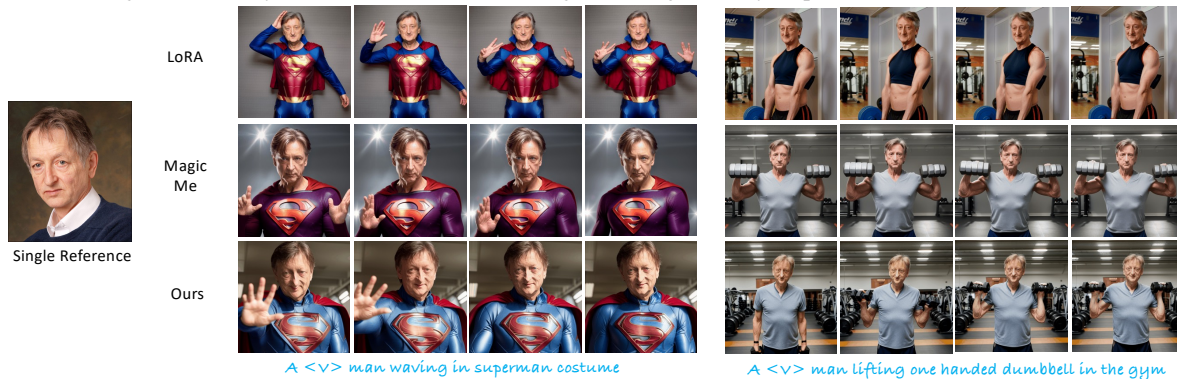 LoRA
Magic
Me
Single Reference
Ours
A <v> man waving in superman costume
A <v> man lifting one handed dumbbell in the gym